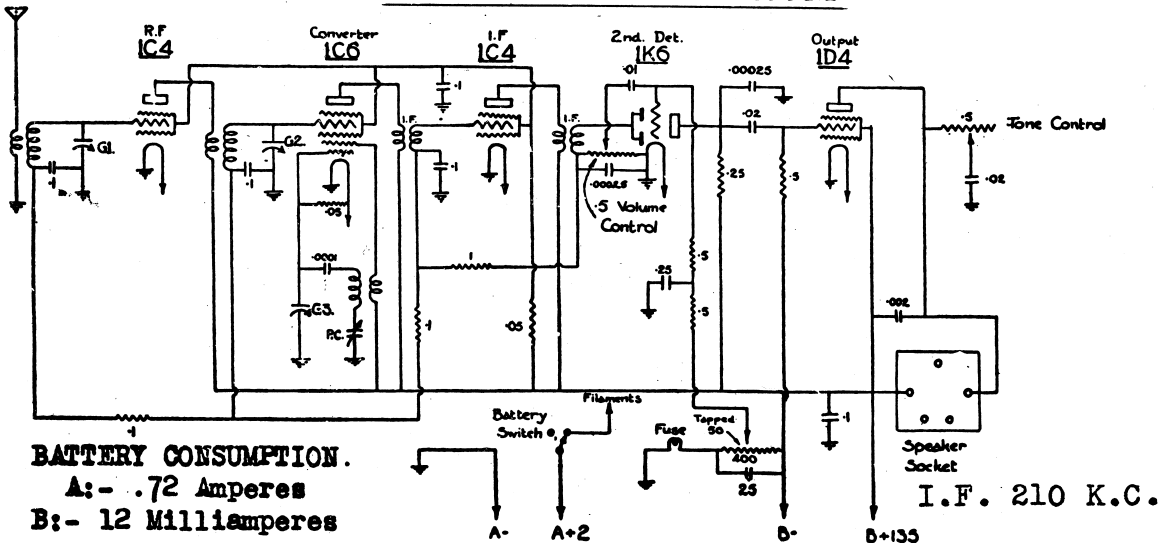 R.F
1C4
Converter
1C6
I.F
1C4
2nd. Det.
1K6
Output
1D4
.01
.00025
.1
.02
.5
Tone Control
I.F.
I.F.
G1.
G2.
.1
.1
.1
.00025
.25
.5
.02
.05
.5 Volume
Control
.0001
1
.5
.25
G3.
P.C.
.1
.05
.5
.002
.1
Filaments
Battery
Switch
Fuse
Tapped
50
400
25
.1
Speaker
Socket
BATTERY CONSUMPTION.
A:- .72 Amperes
B:- 12 Milliamperes
I.F. 210 K.C.
A-
A+2
B-
B+135